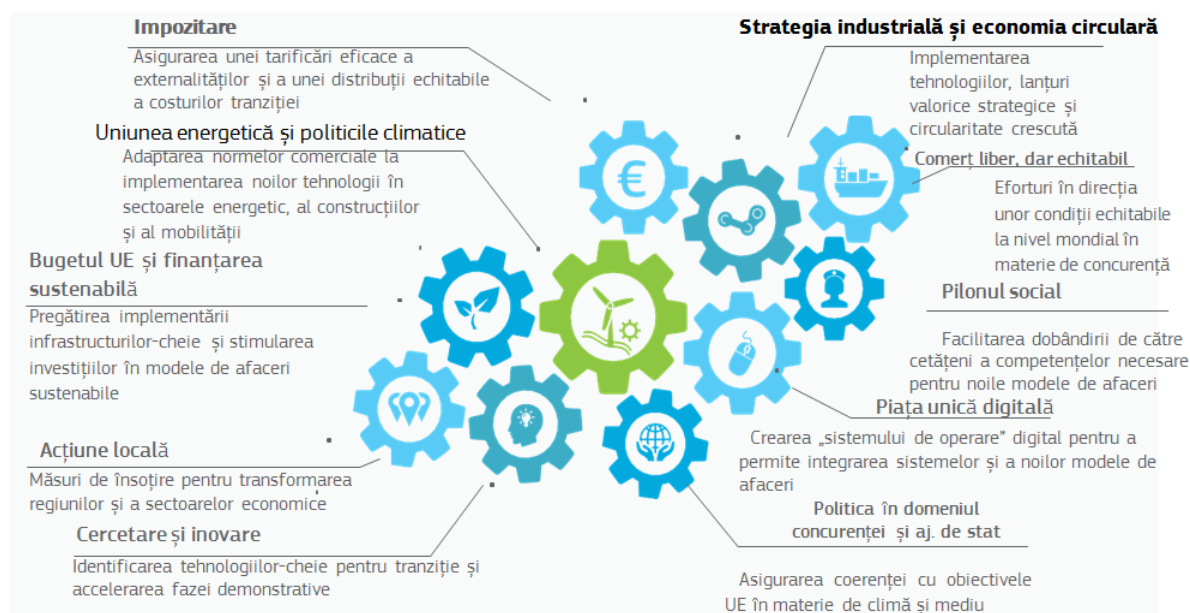 Impozitare
Asigurarea unei tarificări eficace a
externalităților și a unei distribuții echitabile
a costurilor tranziției
Uniunea energetică și politicile climatice
Adaptarea normelor comerciale la
implementarea noilor tehnologii în
sectoarele energetic, al construcțiilor
și al mobilității
Bugetul UE și finanțarea
sustenabilă
Pregătirea implementării
infrastructurilor-cheie și stimularea
investițiilor în modele de afaceri
sustenabile
Acțiune locală
Măsuri de însoțire pentru transformarea
regiunilor și a sectoarelor economice
Cercetare și inovare
Identificarea tehnologiilor-cheie pentru tranziție și
accelerarea fazei demonstrative
Strategia industrială și economia circulară
Implementarea
tehnologiilor, lanțuri
valorice strategice și
circularitate crescută
Comerț liber, dar echitabil
Eforturi în direcția
unor condiții echitabile
la nivel mondial în
materie de concurență
Pilonul social
Facilitarea dobândirii de către
cetățeni a competențelor necesare
pentru noile modele de afaceri
Piața unică digitală
Crearea „sistemului de operare” digital pentru a
permite integrarea sistemelor și a noilor modele de
afaceri
Politica în domeniul
concurenței și aj. de stat
Asigurarea coerenței cu obiectivele
UE în materie de climă și mediu
€